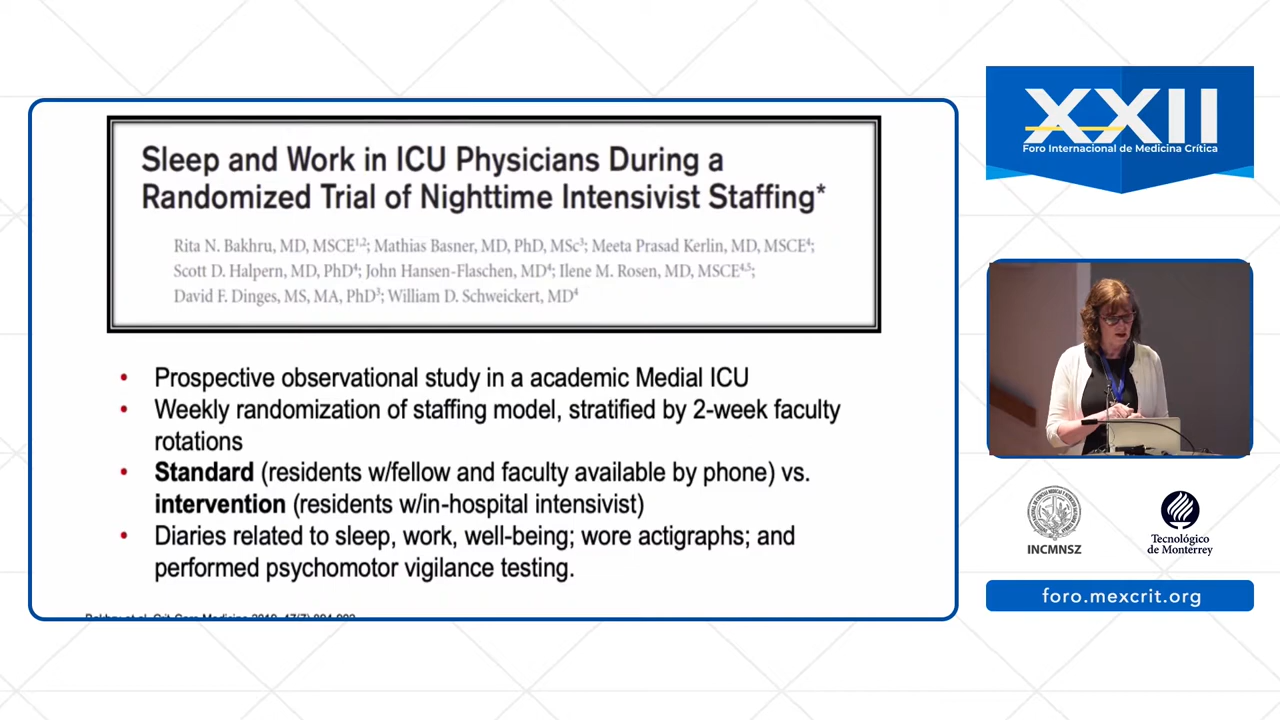 Sleep and Work in ICU Physicians During a
Randomized Trial of Nighttime Intensivist Staffing*
Rita N. Bakhru, MD, MSCE1,2; Mathias Basner, MD, PhD, MSc3; Meeta Prasad Kerlin, MD, MSCE4;
Scott D. Halpern, MD, PhD4; John Hansen-Flaschen, MD4; Ilene M. Rosen, MD, MSCE4,5;
David F. Dinges, MS, MA, PhD3; William D. Schweickert, MD4
• Prospective observational study in a academic Medial ICU
• Weekly randomization of staffing model, stratified by 2-week faculty
rotations
• Standard (residents w/fellow and faculty available by phone) vs.
intervention (residents w/in-hospital intensivist)
• Diaries related to sleep, work, well-being; wore actigraphs; and
performed psychomotor vigilance testing.
XXII
Foro Internacional de Medicina Crítica
INCMNSZ
Tecnológico
de Monterrey
foro.mexcrit.org